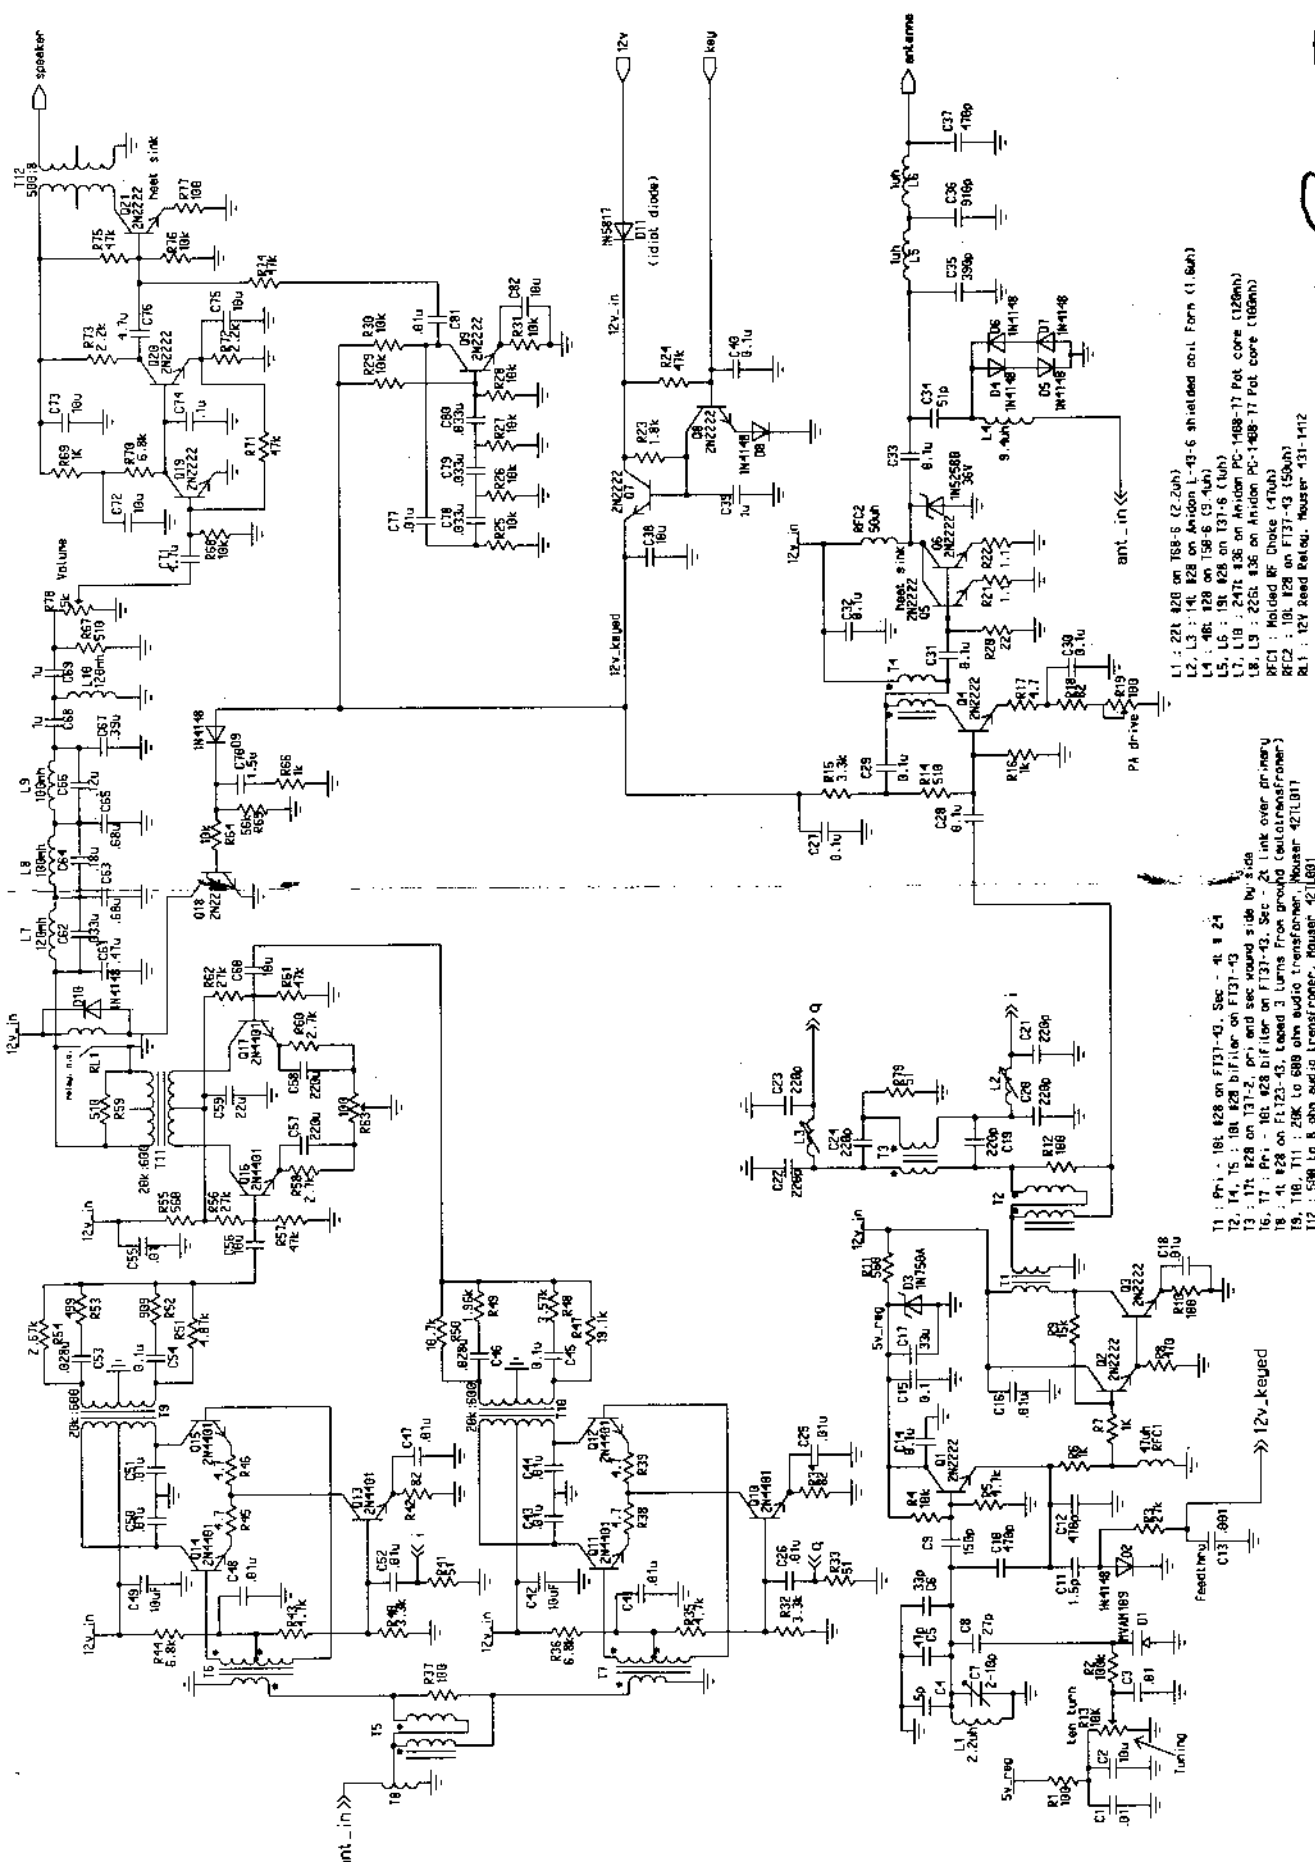 speaker
T12
500:8
heat sink
Q21
2N2222
R77
100
R75
47k
R76
10k
R74
47k
R73
2.2k
4.7u
C76
C75
10u
Q20
2N2222
R72
2.2k
C73
10u
C74
.1u
R69
1K
R70
6.8k
Q19
2N2222
R71
47k
C72
10u
C71
4.7u
R68
10k
Volume
R78
5k
R67
510
1u
C69
L10
120mh
1u
C68
C67
.39u
L9
100mh
C66
.12u
C65
.68u
L8
100mh
C64
.18u
C63
.68u
L7
120mh
C62
.033u
C61
.47u
D10
1N4148
12v_in
relay n.o.
RL1
510
R59
20k:600
T11
1N4148
D9
C70
1.5u
R66
1k
56k
R65
10k
R64
Q18
R62
27k
C60
10u
R61
47k
Q17
2N4401
R60
2.7k
C58
220u
C59
22u
100
R63
C57
220u
R58
2.7k
Q16
2N4401
12v_in
R55
560
R56
27k
C55
C56
10u
R57
47k
R30
10k
R29
10k
.01u
C81
Q9
2N2222
C82
10u
R31
10k
R28
10k
C80
.033u
R27
10k
C79
.033u
R26
10k
C78
.033u
R25
10k
C77
.01u
12v
key
1N5817
D11
(idiot diode)
12v_in
R24
47k
C40
0.1u
R23
1.8k
Q8
2N2222
1N4148
D8
2N2222
Q7
C39
1u
C38
10u
12v_keyed
antenna
C37
470p
1uh
L6
C36
910p
1uh
L5
C35
390p
D6
1N4148
D7
1N4148
D4
1N4148
D5
1N4148
C34
51p
L4
9.4uh
C33
0.1u
ant_in
1N5258B
36V
RFC2
50uh
12v_in
heat sink
2N2222
Q5
Q6
2N2222
R22
1.1
R21
1.1
C32
0.1u
R20
22
C31
0.1u
T4
Q4
2N2222
R17
4.7
R18
82
C30
0.1u
R19
100
PA drive
R16
1k
C29
0.1u
R15
3.3k
R14
510
C28
0.1u
C27
0.1u
2.67k
R54
499
R53
.028u
C53
909
R52
R51
4.87k
0.1u
C54
20k:600
T9
Q15
2N4401
4.7
R46
C51
.01u
C50
.01u
4.7
R45
Q14
2N4401
C49
10uF
C48
.01u
12v_in
R44
6.8k
R43
4.7k
T6
Q13
2N4401
C47
.01u
R42
82
C52
.01u
i
R41
51
R40
3.3k
10.7k
R50
1.96k
R49
.028u
C46
3.57k
R48
R47
19.1k
0.1u
C45
20k:600
T10
Q12
2N4401
4.7
R39
C44
.01u
C43
.01u
4.7
R38
Q11
2N4401
C42
10uF
C41
.01u
12v_in
R36
6.8k
R35
4.7k
T7
Q10
2N4401
C25
.01u
R34
82
C26
.01u
q
R33
51
R32
3.3k
R37
100
T5
T8
q
i
C23
220p
L3
C22
220p
C24
220p
R79
51
T3
L2
C21
220p
C20
220p
220p
C19
R12
100
T2
T1
12v_in
R11
560
D3
1N750A
5v_reg
C17
33u
C15
0.1
C14
0.1u
C16
.01u
Q3
2N2222
C18
.01u
R10
100
R9
15k
Q2
2N2222
R8
470
R7
1K
Q1
2N2222
R6
1K
47uh
RFC1
R4
10k
R5
4.7k
C9
150p
C10
470p
C12
470p
C11
1.5p
R3
27k
1N4148
D2
C13
.001
Feedthru
12v_keyed
33p
C6
47p
C5
C4
5p
C8
27p
C7
2-10p
L1
2.2uh
MVAM109
D1
R2
100k
C3
.01
ten turn
R13
10K
Tuning
5v_reg
R1
100
C2
10u
C1
.01
L1 : 22t #20 on T68-6 (2.2uh)
L2, L3 : 14t #28 on Amidon L-43-6 shielded coil Form (1.6uh)
L4 : 48t #28 on T50-6 (9.4uh)
L5, L6 : 19t #28 on T37-6 (1uh)
L7, L10 : 247t #36 on Amidon PC-1408-77 Pot core (120mh)
L8, L9 : 226t #36 on Amidon PC-1408-77 Pot core (100mh)
RFC1 : Molded RF Choke (47uh)
RFC2 : 10t #28 on FT37-43 (50uh)
RL1 : 12V Reed Relay, Mouser 431-1412
T1 : Pri - 18t #28 on FT37-43, Sec - 4t # 24
T2, T4, T5 : 10t #28 bifilar on FT37-43
T3 : 17t #28 on T37-2, pri and sec wound side by side
T6, T7 : Pri - 10t #28 bifilar on FT37-43, Sec - 2t link over primary
T8 : 4t #28 on FT23-43, taped 3 turns From ground (autotransfromer)
T9, T10, T11 : 20K to 600 ohm audio transformer, Mouser 42TL017
T12 : 500 to 8 ohm audio transfromer, Mouser 42TL001